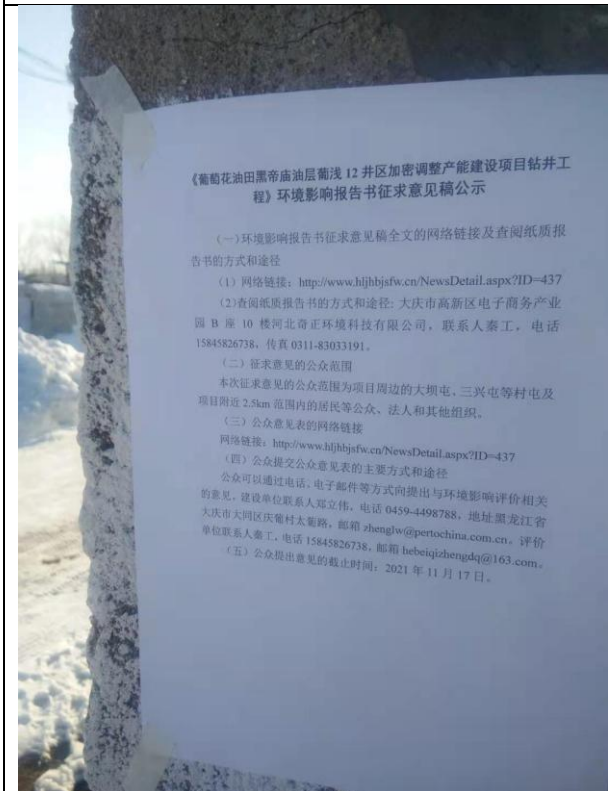 《葡萄花油田黑帝庙油层葡浅 12 井区加密调整产能建设项目钻井工
程》环境影响报告书征求意见稿公示
（一）环境影响报告书征求意见稿全文的网络链接及查阅纸质报
告书的方式和途径
（1）网络链接：http://www.hljhbjsfw.cn/NewsDetail.aspx?ID=437
（2)查阅纸质报告书的方式和途径：大庆市高新区电子商务产业
园 B 座 10 楼河北奇正环境科技有限公司，联系人秦工，电话
15845826738，传真 0311-83033191。
（二）征求意见的公众范围
本次征求意见的公众范围为项目周边的大坝屯、三兴屯等村屯及
项目附近 2.5km 范围内的居民等公众、法人和其他组织。
（三）公众意见表的网络链接
网络链接：http://www.hljhbjsfw.cn/NewsDetail.aspx?ID=437
（四）公众提交公众意见表的主要方式和途径
公众可以通过电话、电子邮件等方式向提出与环境影响评价相关
的意见，建设单位联系人郑立伟，电话 0459-4498788，地址黑龙江省
大庆市大同区庆葡村太葡路，邮箱 zhenglw@pertochina.com.cn。评价
单位联系人秦工，电话 15845826738，邮箱 hebeiqizhengdq@163.com。
（五）公众提出意见的截止时间：2021 年 11 月 17 日。